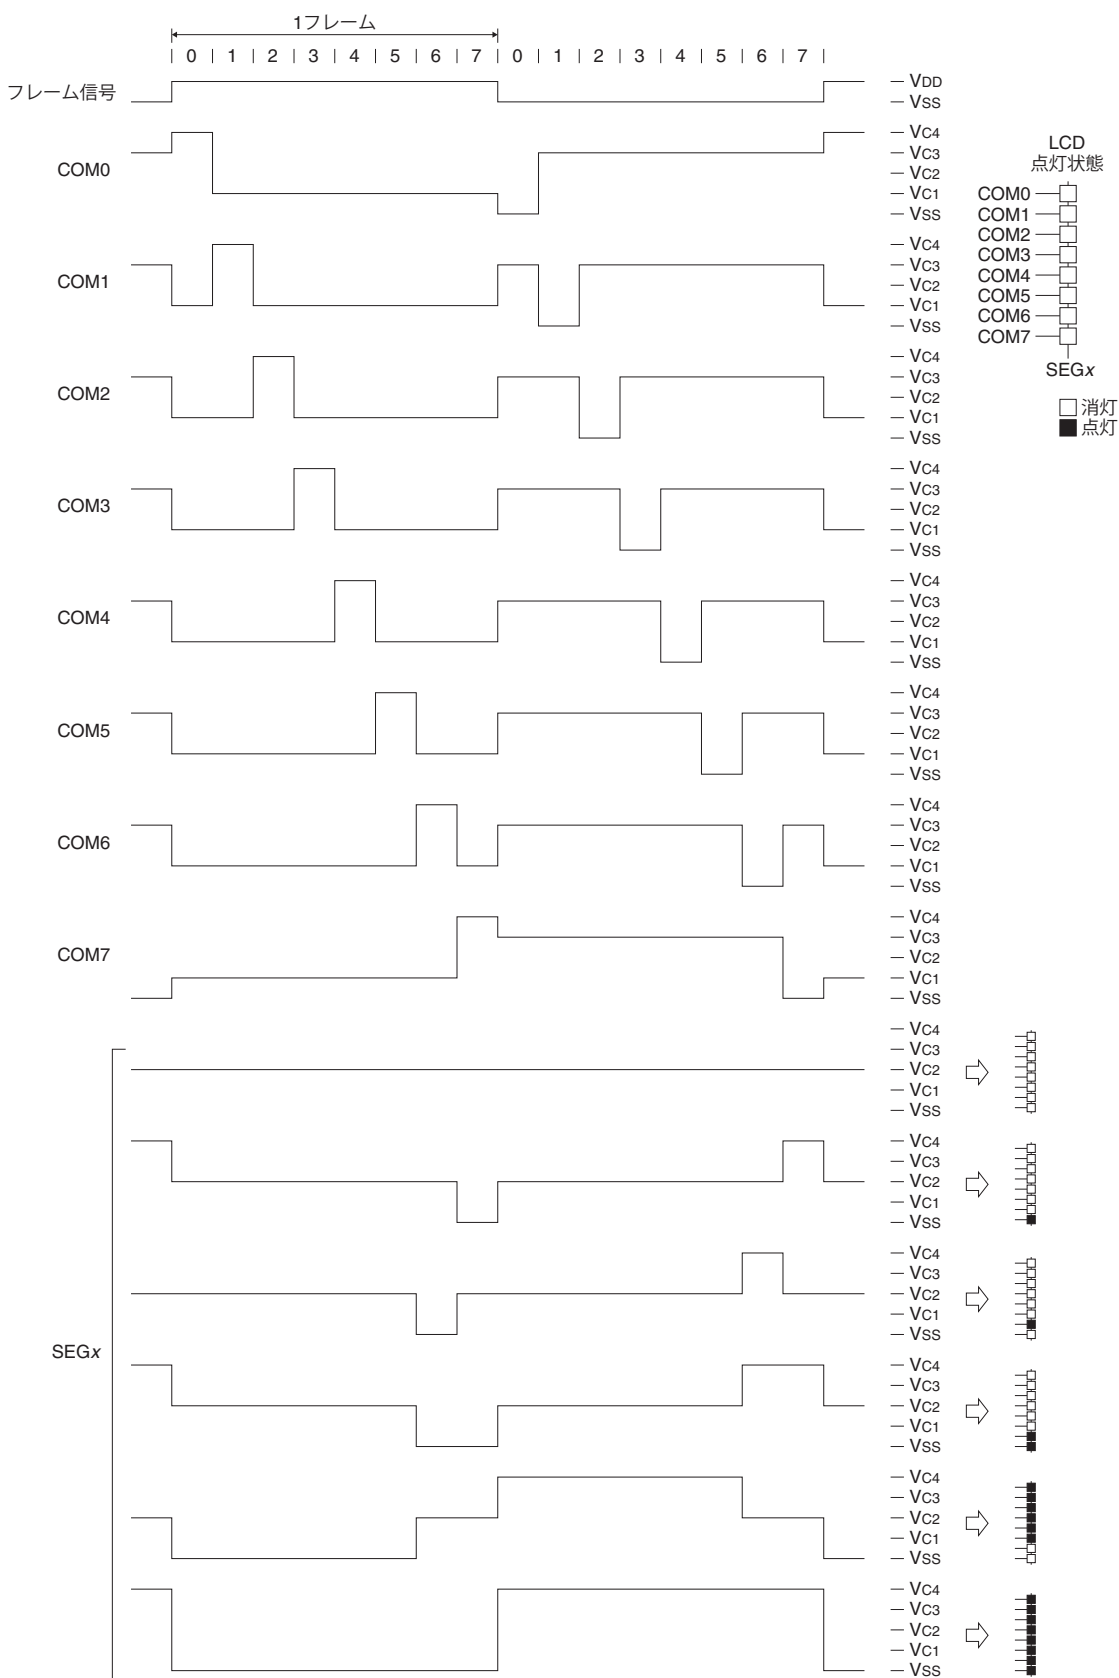 1フレーム
0 1 2 3 4 5 6 7 0 1 2 3 4 5 6 7
フレーム信号
VDD
VSS
COM0
VC4
VC3
VC2
VC1
VSS
COM1
VC4
VC3
VC2
VC1
VSS
COM2
VC4
VC3
VC2
VC1
VSS
COM3
VC4
VC3
VC2
VC1
VSS
COM4
VC4
VC3
VC2
VC1
VSS
COM5
VC4
VC3
VC2
VC1
VSS
COM6
VC4
VC3
VC2
VC1
VSS
COM7
VC4
VC3
VC2
VC1
VSS
SEGx
VC4
VC3
VC2
VC1
VSS
VC4
VC3
VC2
VC1
VSS
VC4
VC3
VC2
VC1
VSS
VC4
VC3
VC2
VC1
VSS
VC4
VC3
VC2
VC1
VSS
VC4
VC3
VC2
VC1
VSS
LCD
点灯状態
COM0
COM1
COM2
COM3
COM4
COM5
COM6
COM7
SEGx
消灯
点灯